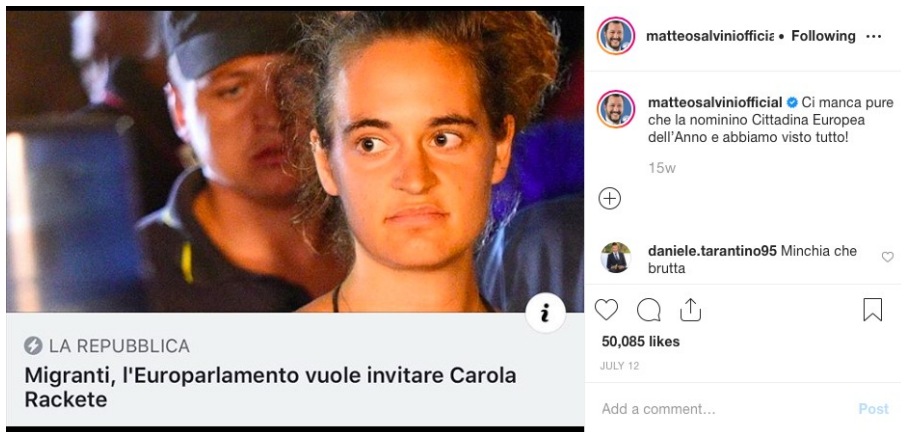 LA REPUBBLICA
Migranti, l'Europarlamento vuole invitare Carola
Rackete
matteosalviniofficia • Following
matteosalviniofficial Ci manca pure
che la nominino Cittadina Europea
dell'Anno e abbiamo visto tutto!
15w
daniele.tarantino95 Minchia che
brutta
50,085 likes
JULY 12
Add a comment...
Post